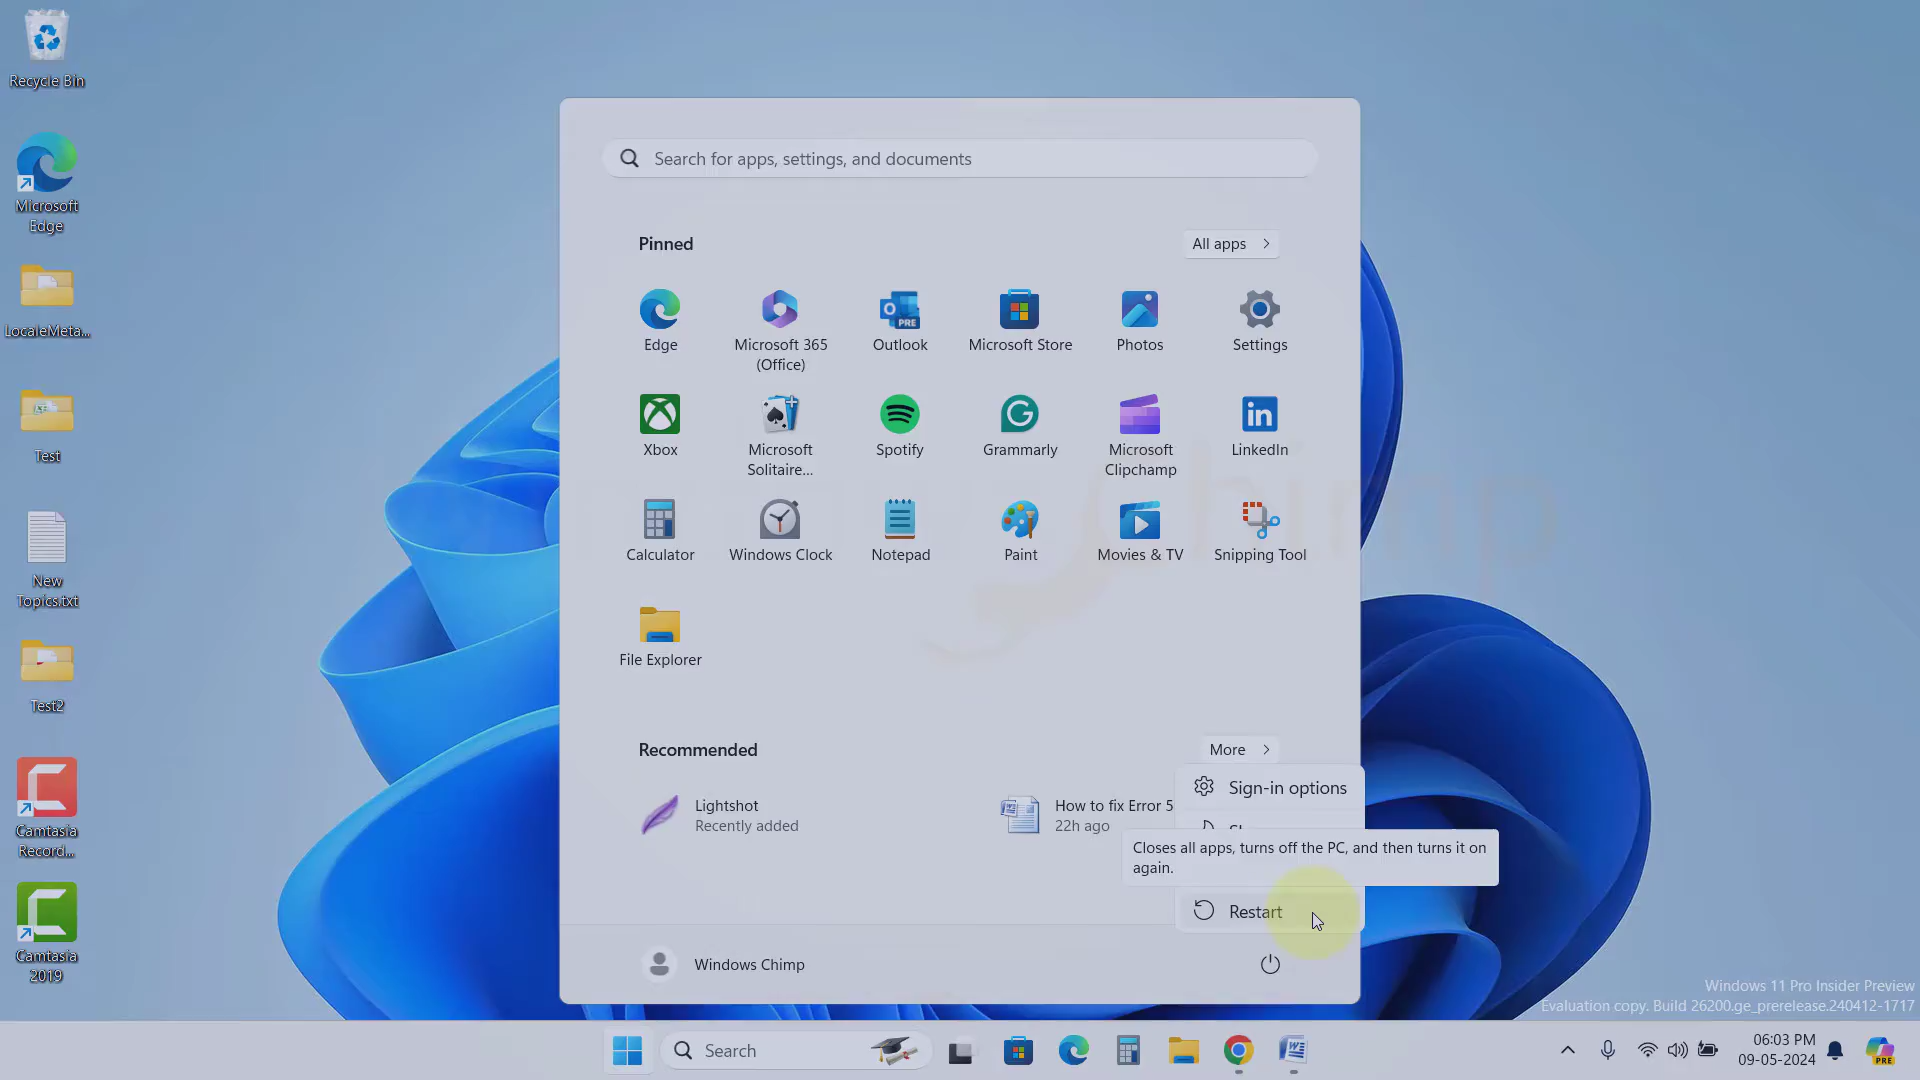 Recycle Bin
Microsoft
Edge
LocaleMeta...
Test
New
Topics.txt
Test2
Camtasia
Record...
Camtasia
2019
Search for apps, settings, and documents
Pinned
All apps
Edge
Microsoft 365
(Office)
Outlook
Microsoft Store
Photos
Settings
Xbox
Microsoft
Solitaire...
Spotify
Grammarly
Microsoft
Clipchamp
LinkedIn
Calculator
Windows Clock
Notepad
Paint
Movies & TV
Snipping Tool
File Explorer
Recommended
More
Lightshot
Recently added
How to fix Error 5
22h ago
Sign-in options
Closes all apps, turns off the PC, and then turns it on
again.
Restart
Windows Chimp
Windows 11 Pro Insider Preview
Evaluation copy. Build 26200.ge_prerelease.240412-1717
Search
06:03 PM
09-05-2024
PRE